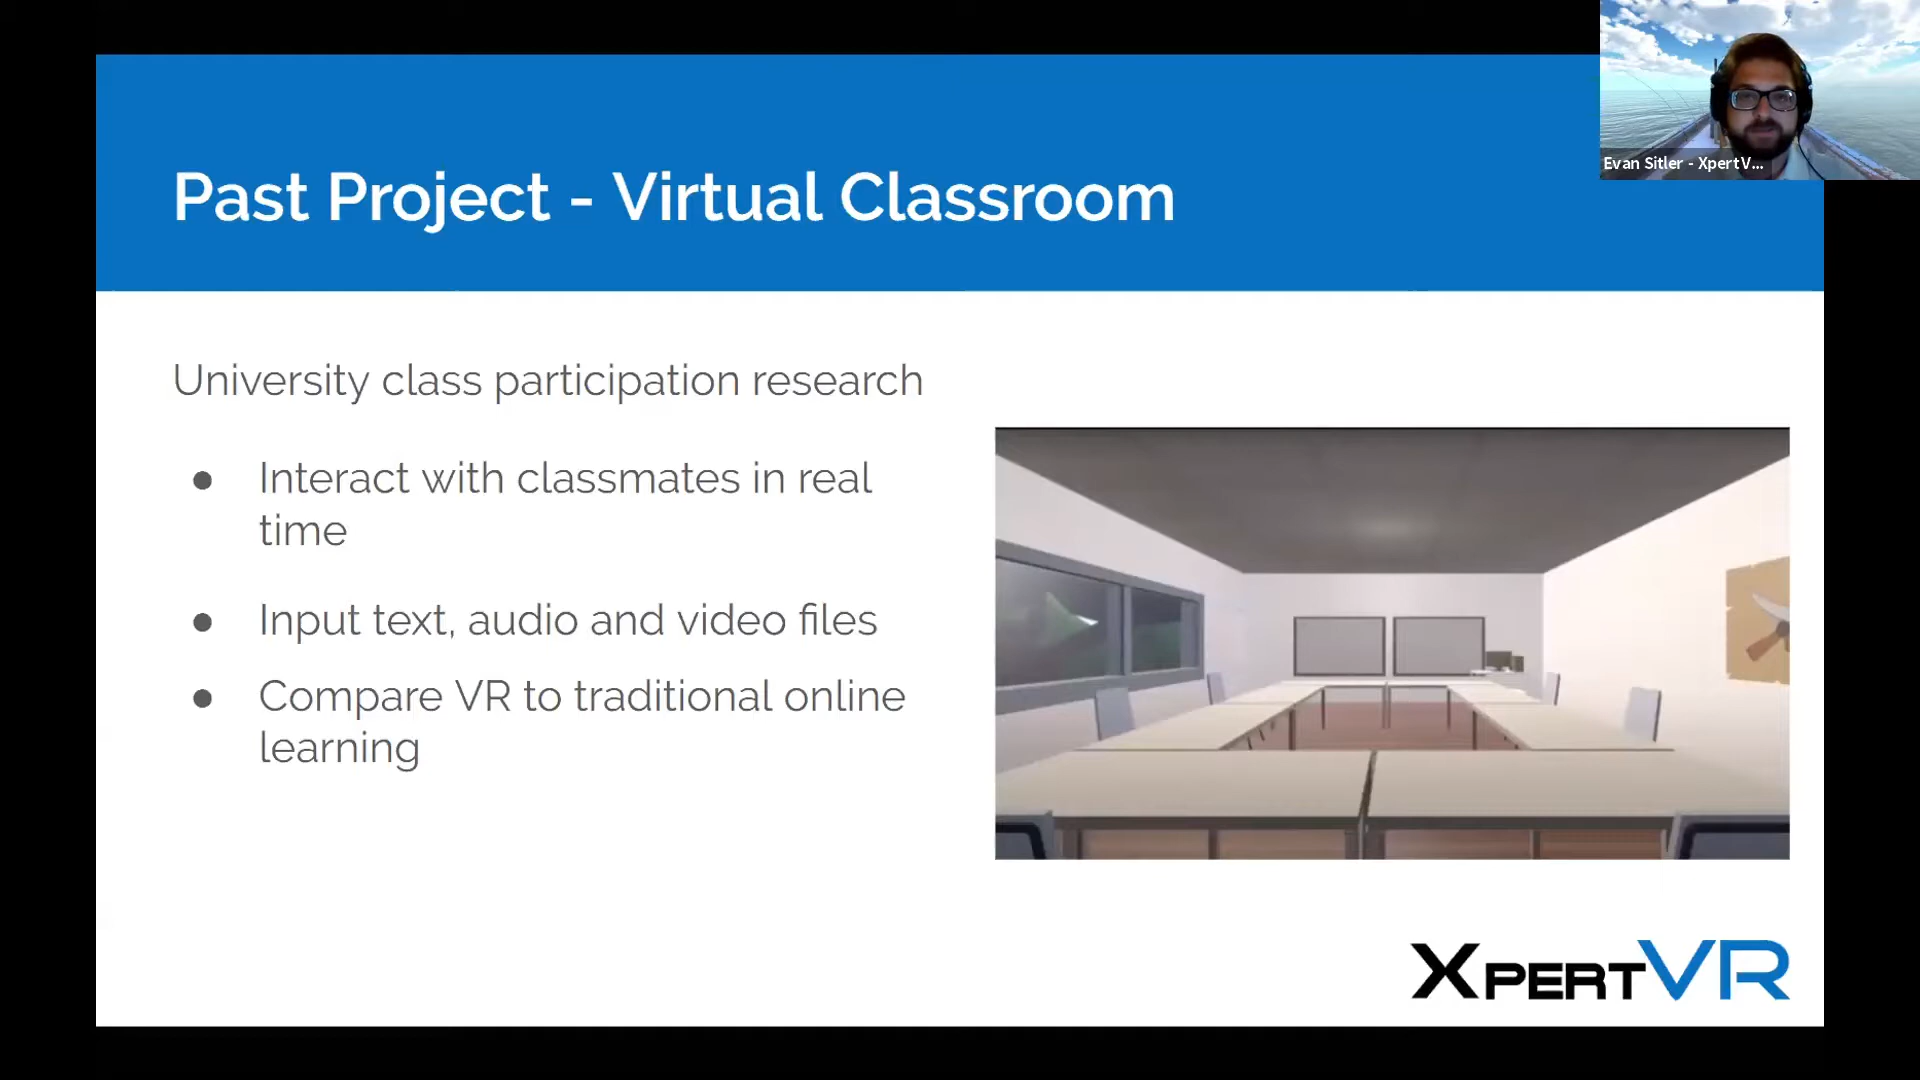 Evan Sitler - XpertV...
Past Project - Virtual Classroom
University class participation research
● Interact with classmates in real
time
● Input text, audio and video files
● Compare VR to traditional online
learning
XPERTVR